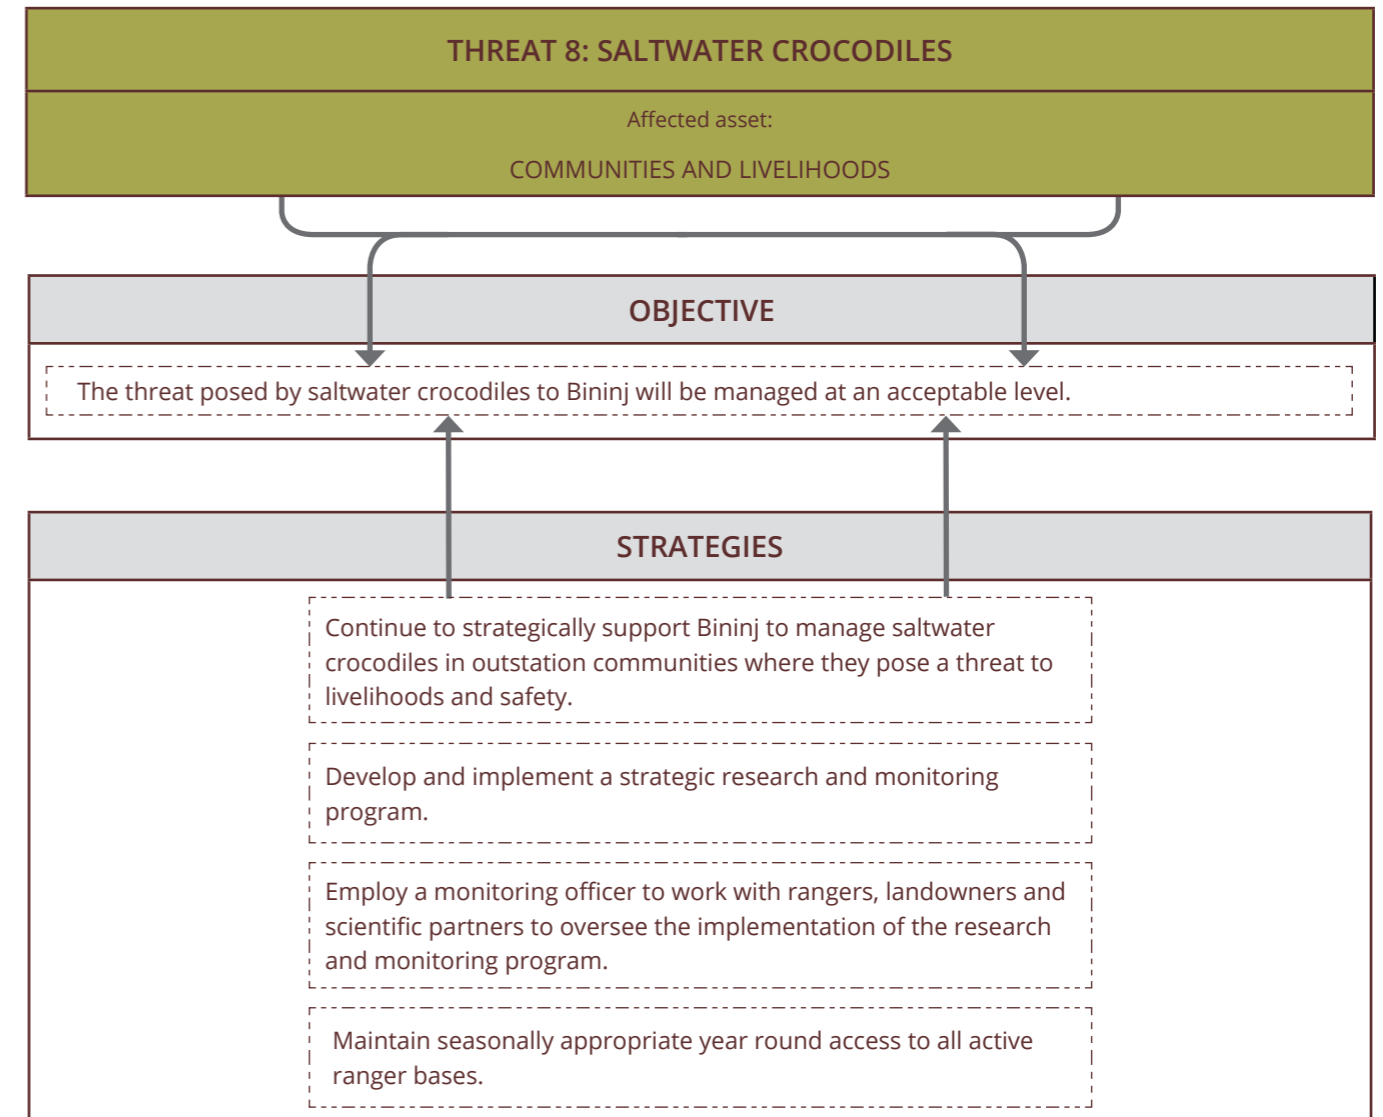 THREAT 8: SALTWATER CROCODILES
Affected asset:
COMMUNITIES AND LIVELIHOODS
OBJECTIVE
The threat posed by saltwater crocodiles to Bininj will be managed at an acceptable level.
STRATEGIES
Continue to strategically support Bininj to manage saltwater
crocodiles in outstation communities where they pose a threat to
livelihoods and safety.
Develop and implement a strategic research and monitoring
program.
Employ a monitoring officer to work with rangers, landowners and
scientific partners to oversee the implementation of the research
and monitoring program.
Maintain seasonally appropriate year round access to all active
ranger bases.